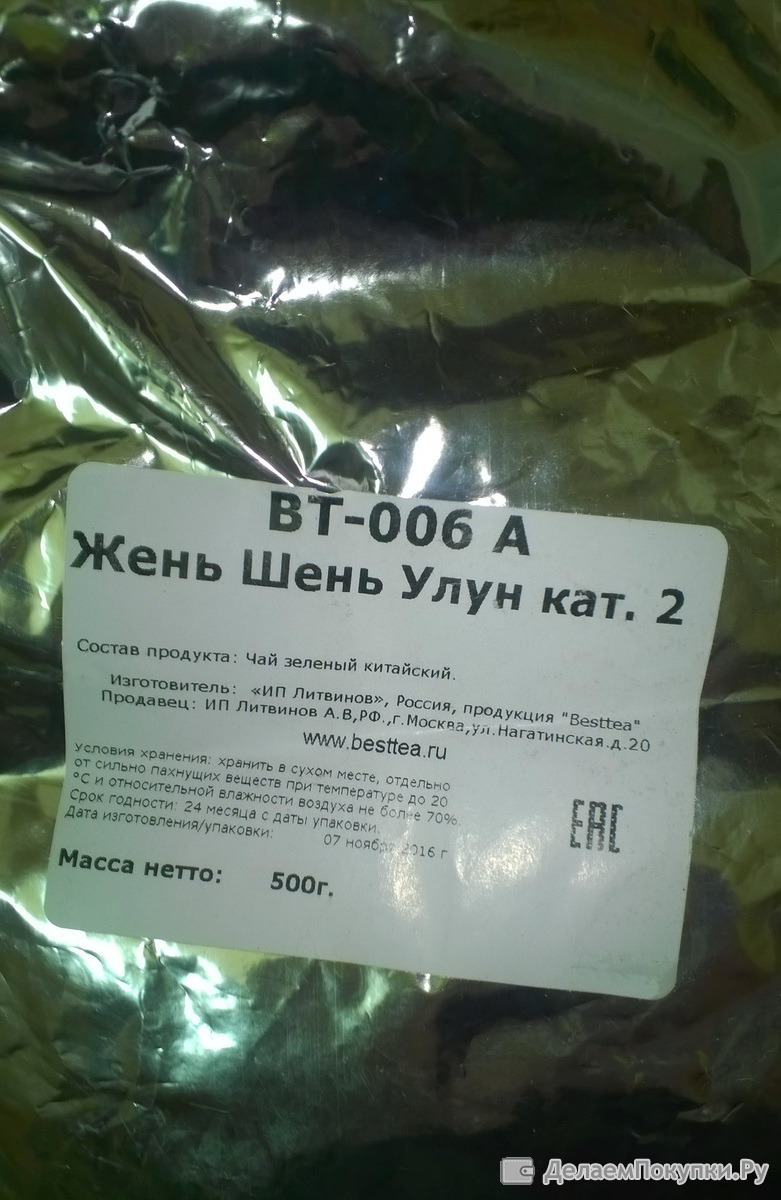 ВТ-006 А
Жень Шень Улун кат. 2
Состав продукта: Чай зеленый китайский.
Изготовитель: «ИП Литвинов», Россия, продукция "Besttea"
Продавец: ИП Литвинов А.В,РФ.,г.Москва,ул.Нагатинская.д.20
www.besttea.ru
Условия хранения: хранить в сухом месте, отдельно
от сильно пахнущих веществ при температуре до 20
°С и относительной влажности воздуха не более 70%.
Срок годности: 24 месяца с даты упаковки.
Дата изготовления/упаковки: 07 ноября 2016 г
EAC
Масса нетто: 500г.
ДелаемПокупки.Ру